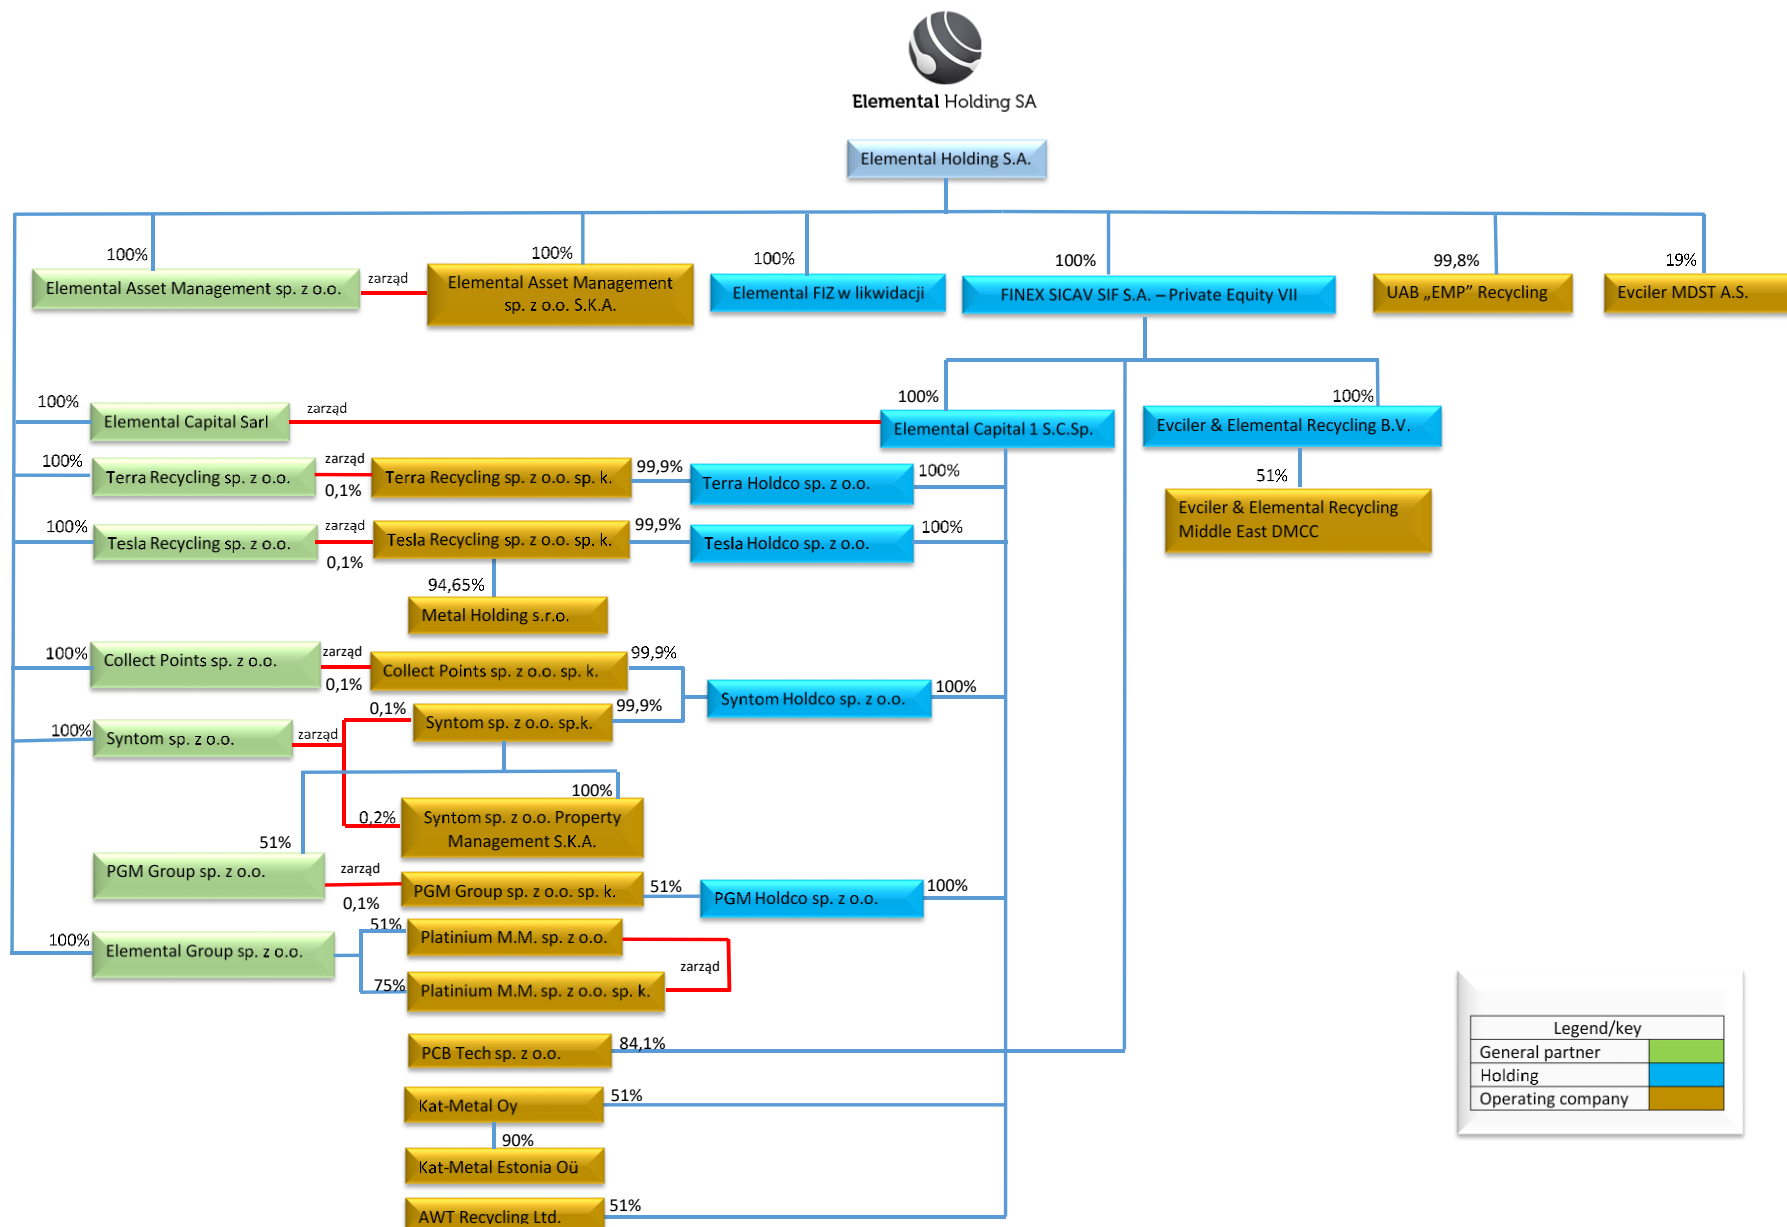 Elemental Holding SA
Elemental Holding S.A.
100%
100%
100%
100%
99,8%
19%
Elemental Asset Management sp. z o.o.
zarząd
Elemental Asset Management
sp. z o.o. S.K.A.
Elemental FIZ w likwidacji
FINEX SICAV SIF S.A. – Private Equity VII
UAB „EMP” Recycling
Evciler MDST A.S.
100%
Elemental Capital Sarl
zarząd
100%
Elemental Capital 1 S.C.Sp.
100%
Evciler & Elemental Recycling B.V.
51%
Evciler & Elemental Recycling
Middle East DMCC
100%
Terra Recycling sp. z o.o.
zarząd
0,1%
Terra Recycling sp. z o.o. sp. k.
99,9%
Terra Holdco sp. z o.o.
100%
100%
Tesla Recycling sp. z o.o.
zarząd
0,1%
Tesla Recycling sp. z o.o. sp. k.
99,9%
Tesla Holdco sp. z o.o.
100%
94,65%
Metal Holding s.r.o.
100%
Collect Points sp. z o.o.
zarząd
0,1%
Collect Points sp. z o.o. sp. k.
99,9%
Syntom Holdco sp. z o.o.
100%
100%
Syntom sp. z o.o.
zarząd
0,1%
Syntom sp. z o.o. sp.k.
99,9%
100%
0,2%
Syntom sp. z o.o. Property
Management S.K.A.
51%
PGM Group sp. z o.o.
zarząd
0,1%
PGM Group sp. z o.o. sp. k.
51%
PGM Holdco sp. z o.o.
100%
100%
Elemental Group sp. z o.o.
51%
Platinium M.M. sp. z o.o.
zarząd
75%
Platinium M.M. sp. z o.o. sp. k.
PCB Tech sp. z o.o.
84,1%
Kat-Metal Oy
51%
90%
Kat-Metal Estonia Oü
AWT Recycling Ltd.
51%
Legend/key
General partner
Holding
Operating company